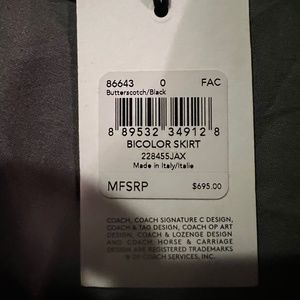 86643 0 FAC
Butterscotch/Black
8 89532 34912 8
BICOLOR SKIRT
228455JAX
Made in Italy/Italie
MFSRP $695.00
COACH, COACH SIGNATURE C DESIGN,
COACH & TAG DESIGN, COACH OP ART
DESIGN, COACH & LOZENGE DESIGN
AND COACH HORSE & CARRIAGE
DESIGN ARE REGISTERED TRADEMARKS
OF COACH SERVICES, INC.